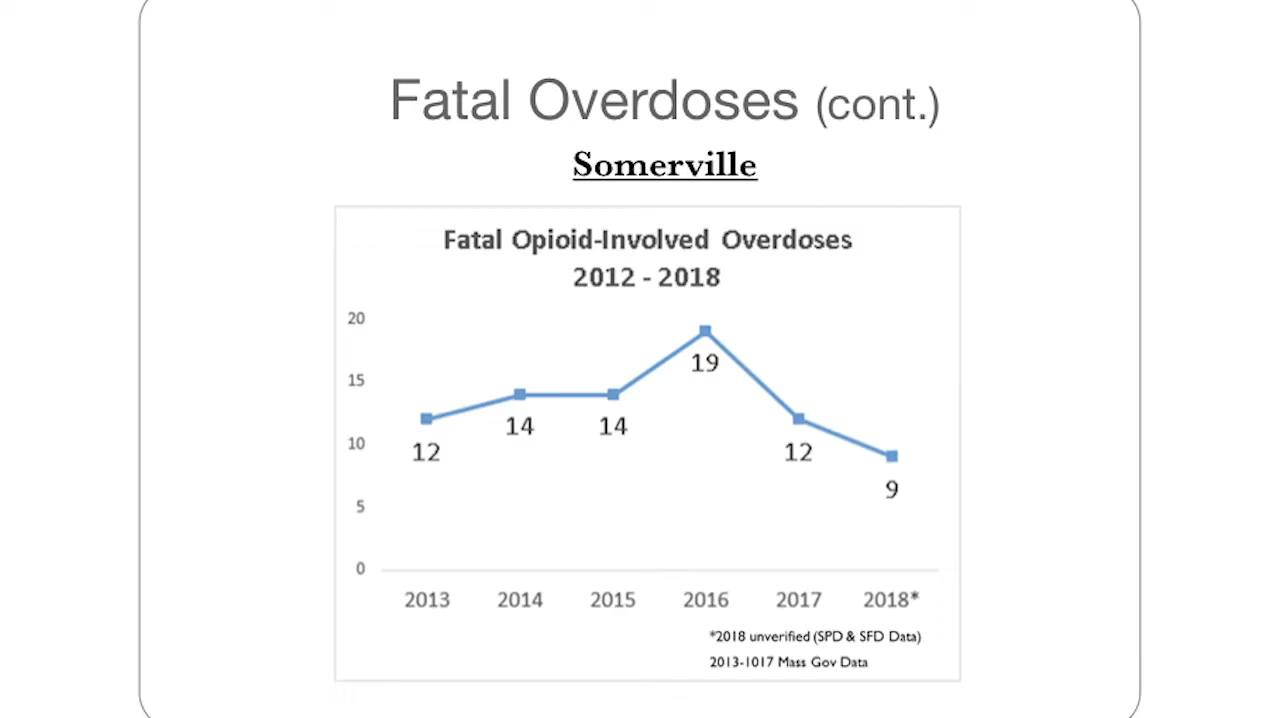 Fatal Overdoses (cont.)
Somerville
Fatal Opioid-Involved Overdoses
2012 - 2018
20
15
10
5
0
12
14
14
19
12
9
2013 2014 2015 2016 2017 2018*
*2018 unverified (SPD & SFD Data)
2013-1017 Mass Gov Data